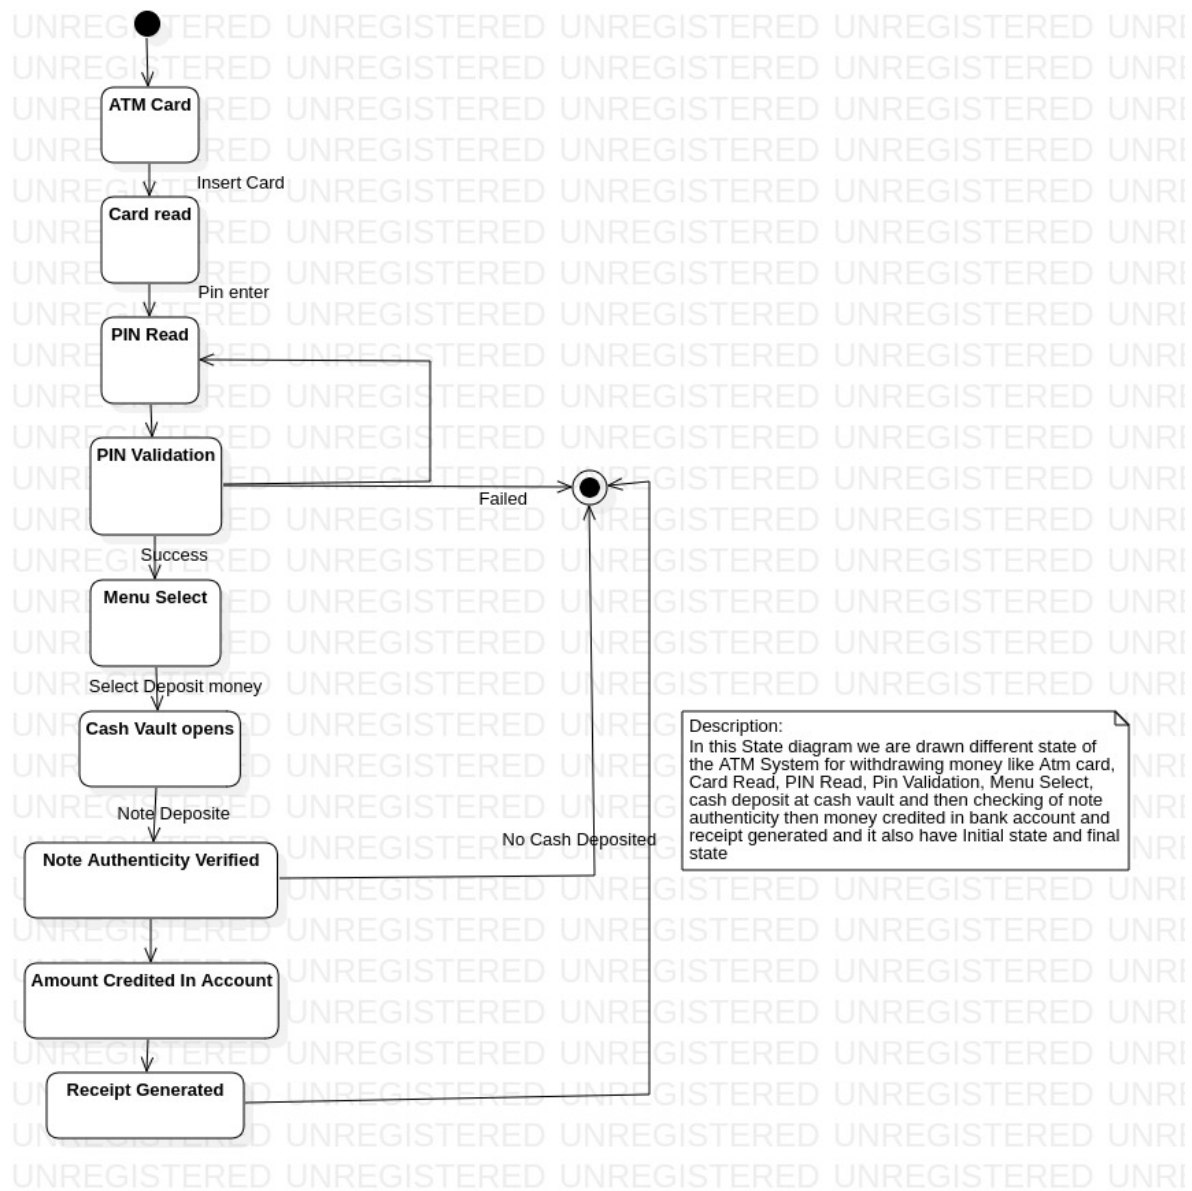 ATM Card
Insert Card
Card read
Pin enter
PIN Read
PIN Validation
Failed
Success
Menu Select
Select Deposit money
Cash Vault opens
Note Deposite
Note Authenticity Verified
No Cash Deposited
Amount Credited In Account
Receipt Generated
Description:
In this State diagram we are drawn different state of
the ATM System for withdrawing money like Atm card,
Card Read, PIN Read, Pin Validation, Menu Select,
cash deposit at cash vault and then checking of note
authenticity then money credited in bank account and
receipt generated and it also have Initial state and final
state
UNREGISTERED